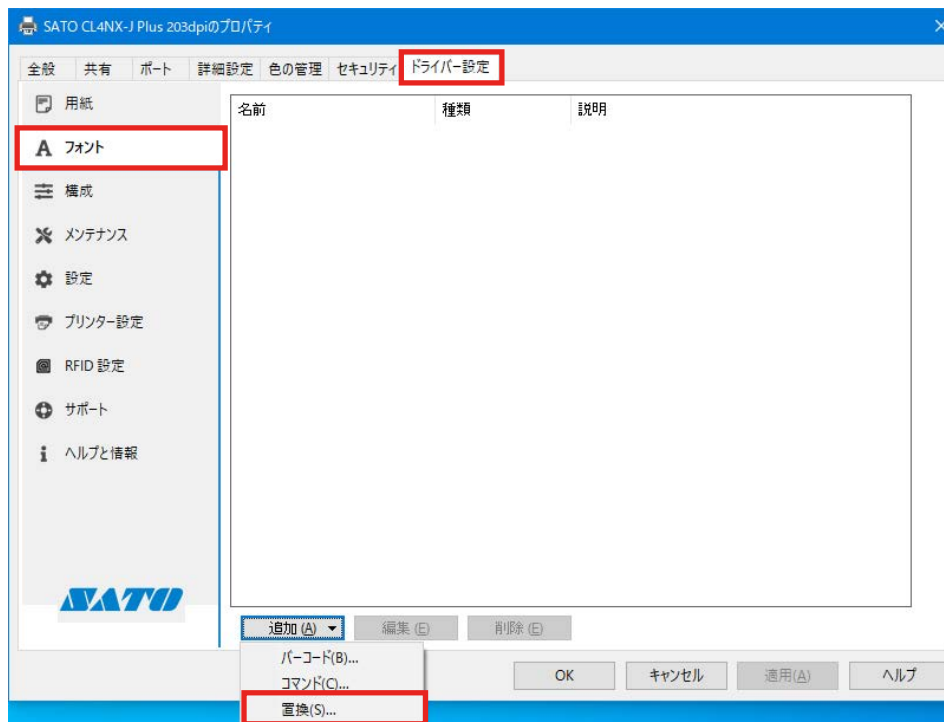 SATO CL4NX-J Plus 203dpiのプロパティ
全般 共有 ポート 詳細設定 色の管理 セキュリティ ドライバー設定
用紙
フォント
構成
メンテナンス
設定
プリンター設定
RFID 設定
サポート
ヘルプと情報
名前 種類 説明
SATO
追加(A) 編集(E) 削除(E)
バーコード(B)...
コマンド(C)...
置換(S)...
OK キャンセル 適用(A) ヘルプ